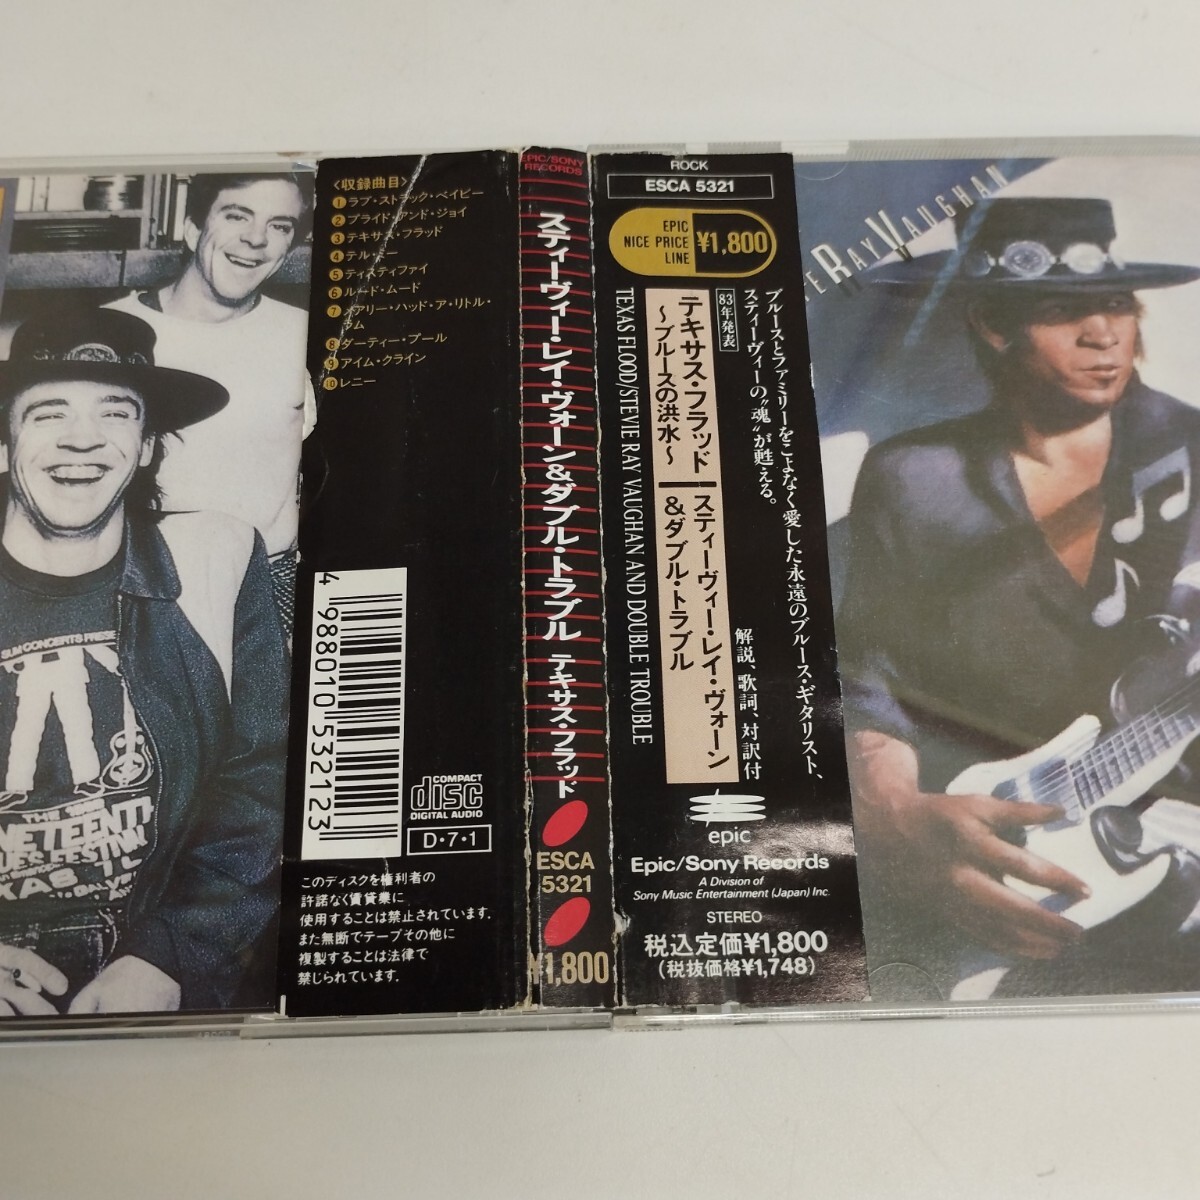 〈収録曲目〉
❶ラブ・ストラック・ベイビー
❷プライド・アンド・ジョイ
❸テキサス・フラッド
❹テル・ミー
❺ティスティファイ
❻ルード・ムード
❼メアリー・ハッド・ア・リトル・
ラム
❽ダーティー・プール
❾アイム・クライン
❿レニー
4 988010 532123
COMPACT
disc
DIGITAL AUDIO
D・7・1
このディスクを権利者の
許諾なく賃貸業に
使用することは禁止されています。
また無断でテープその他に
複製することは法律で
禁じられています。
EPIC/SONY
RECORDS
スティーヴィー・レイ・ヴォーン&ダブル・トラブル テキサス・フラッド
ESCA
5321
¥1,800
ROCK
ESCA 5321
EPIC
NICE PRICE
LINE
¥1,800
ブルースとファミリーをこよなく愛した永遠のブルース・ギタリスト、
スティーヴィーの"魂"が甦える。
解説、歌詞、対訳付
83年発表
テキサス・フラッド
〜ブルースの洪水〜
スティーヴィー・レイ・ヴォーン
&ダブル・トラブル
TEXAS FLOOD/STEVIE RAY VAUGHAN AND DOUBLE TROUBLE
epic
Epic/Sony Records
A Division of
Sony Music Entertainment (Japan) Inc.
STEREO
税込定価¥1,800
(税抜価格¥1,748)
RAY VAUGHAN
SUM CONCERTS PRESE
THE